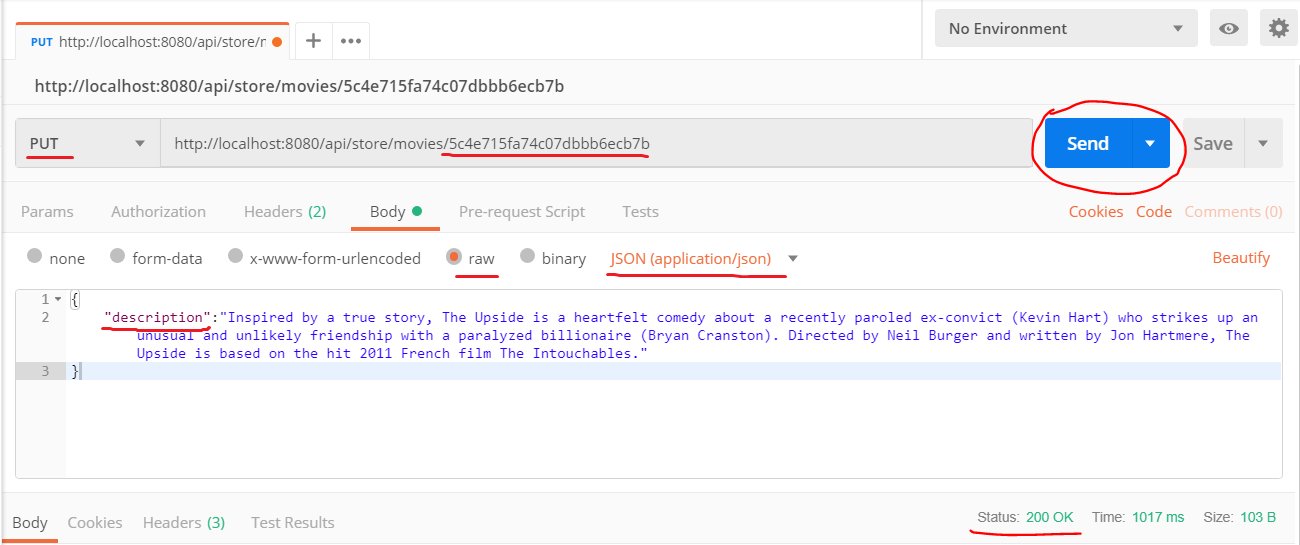 PUT http://localhost:8080/api/store/
No Environment
http://localhost:8080/api/store/movies/5c4e715fa74c07dbbb6ecb7b
PUT http://localhost:8080/api/store/movies/5c4e715fa74c07dbbb6ecb7b Send Save
Params Authorization Headers (2) Body Pre-request Script Tests Cookies Code Comments (0)
none form-data x-www-form-urlencoded raw binary JSON (application/json) Beautify
1 {
2 "description":"Inspired by a true story, The Upside is a heartfelt comedy about a recently paroled ex-convict (Kevin Hart) who strikes up an
unusual and unlikely friendship with a paralyzed billionaire (Bryan Cranston). Directed by Neil Burger and written by Jon Hartmere, The
Upside is based on the hit 2011 French film The Intouchables."
3 }
Body Cookies Headers (3) Test Results Status: 200 OK Time: 1017 ms Size: 103 B